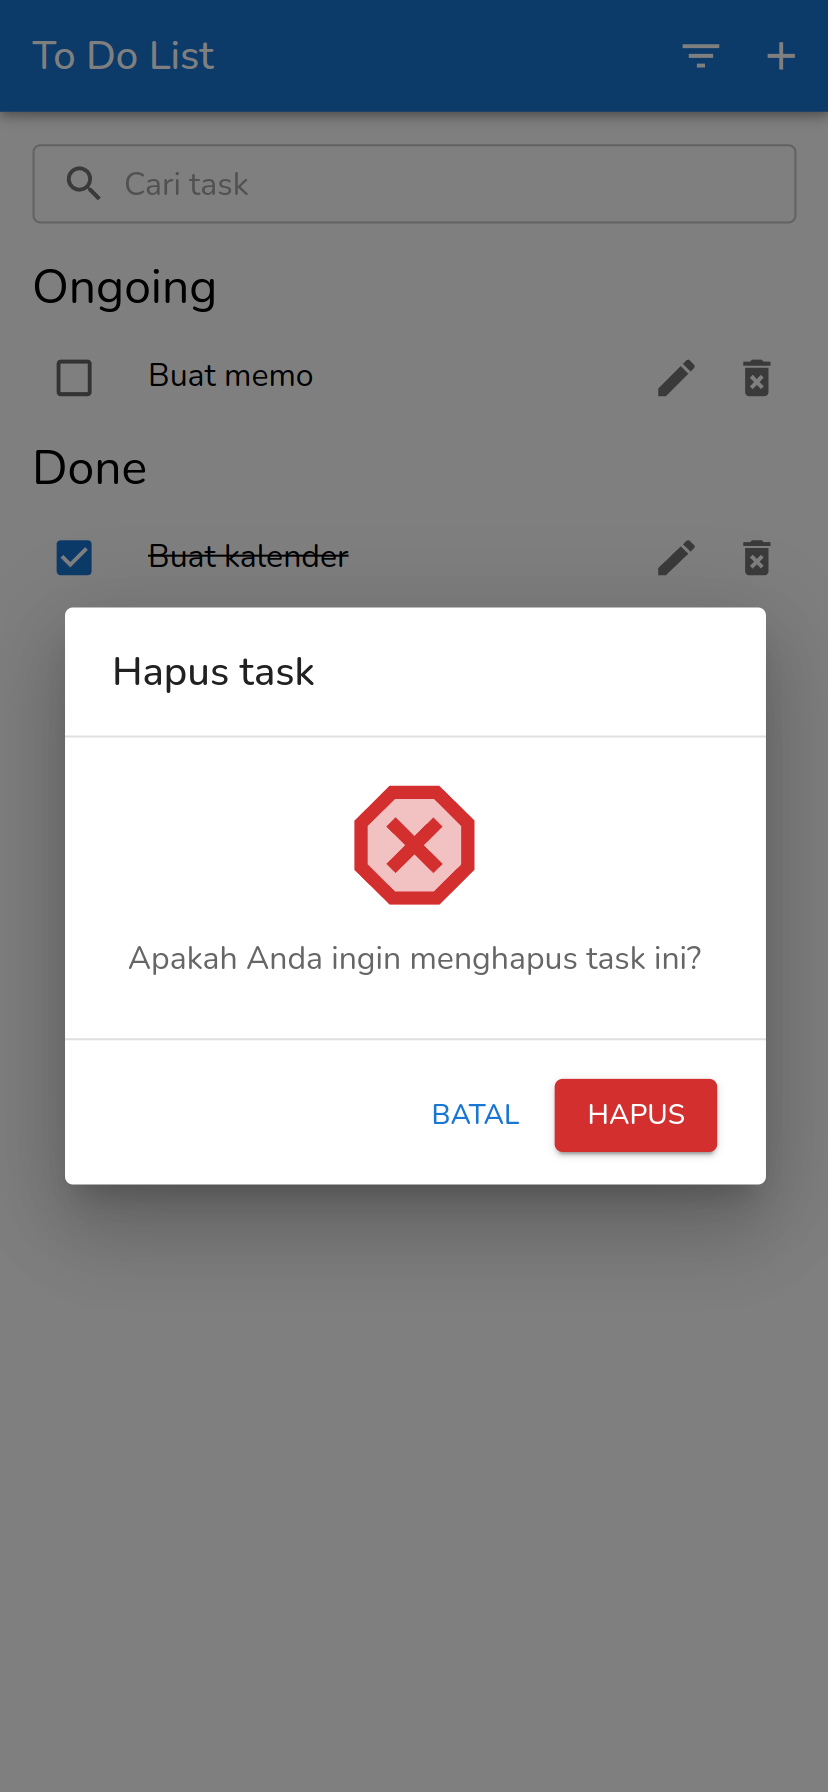 To Do List
Cari task
Ongoing
Buat memo
Done
Buat kalender
Hapus task
Apakah Anda ingin menghapus task ini?
BATAL HAPUS